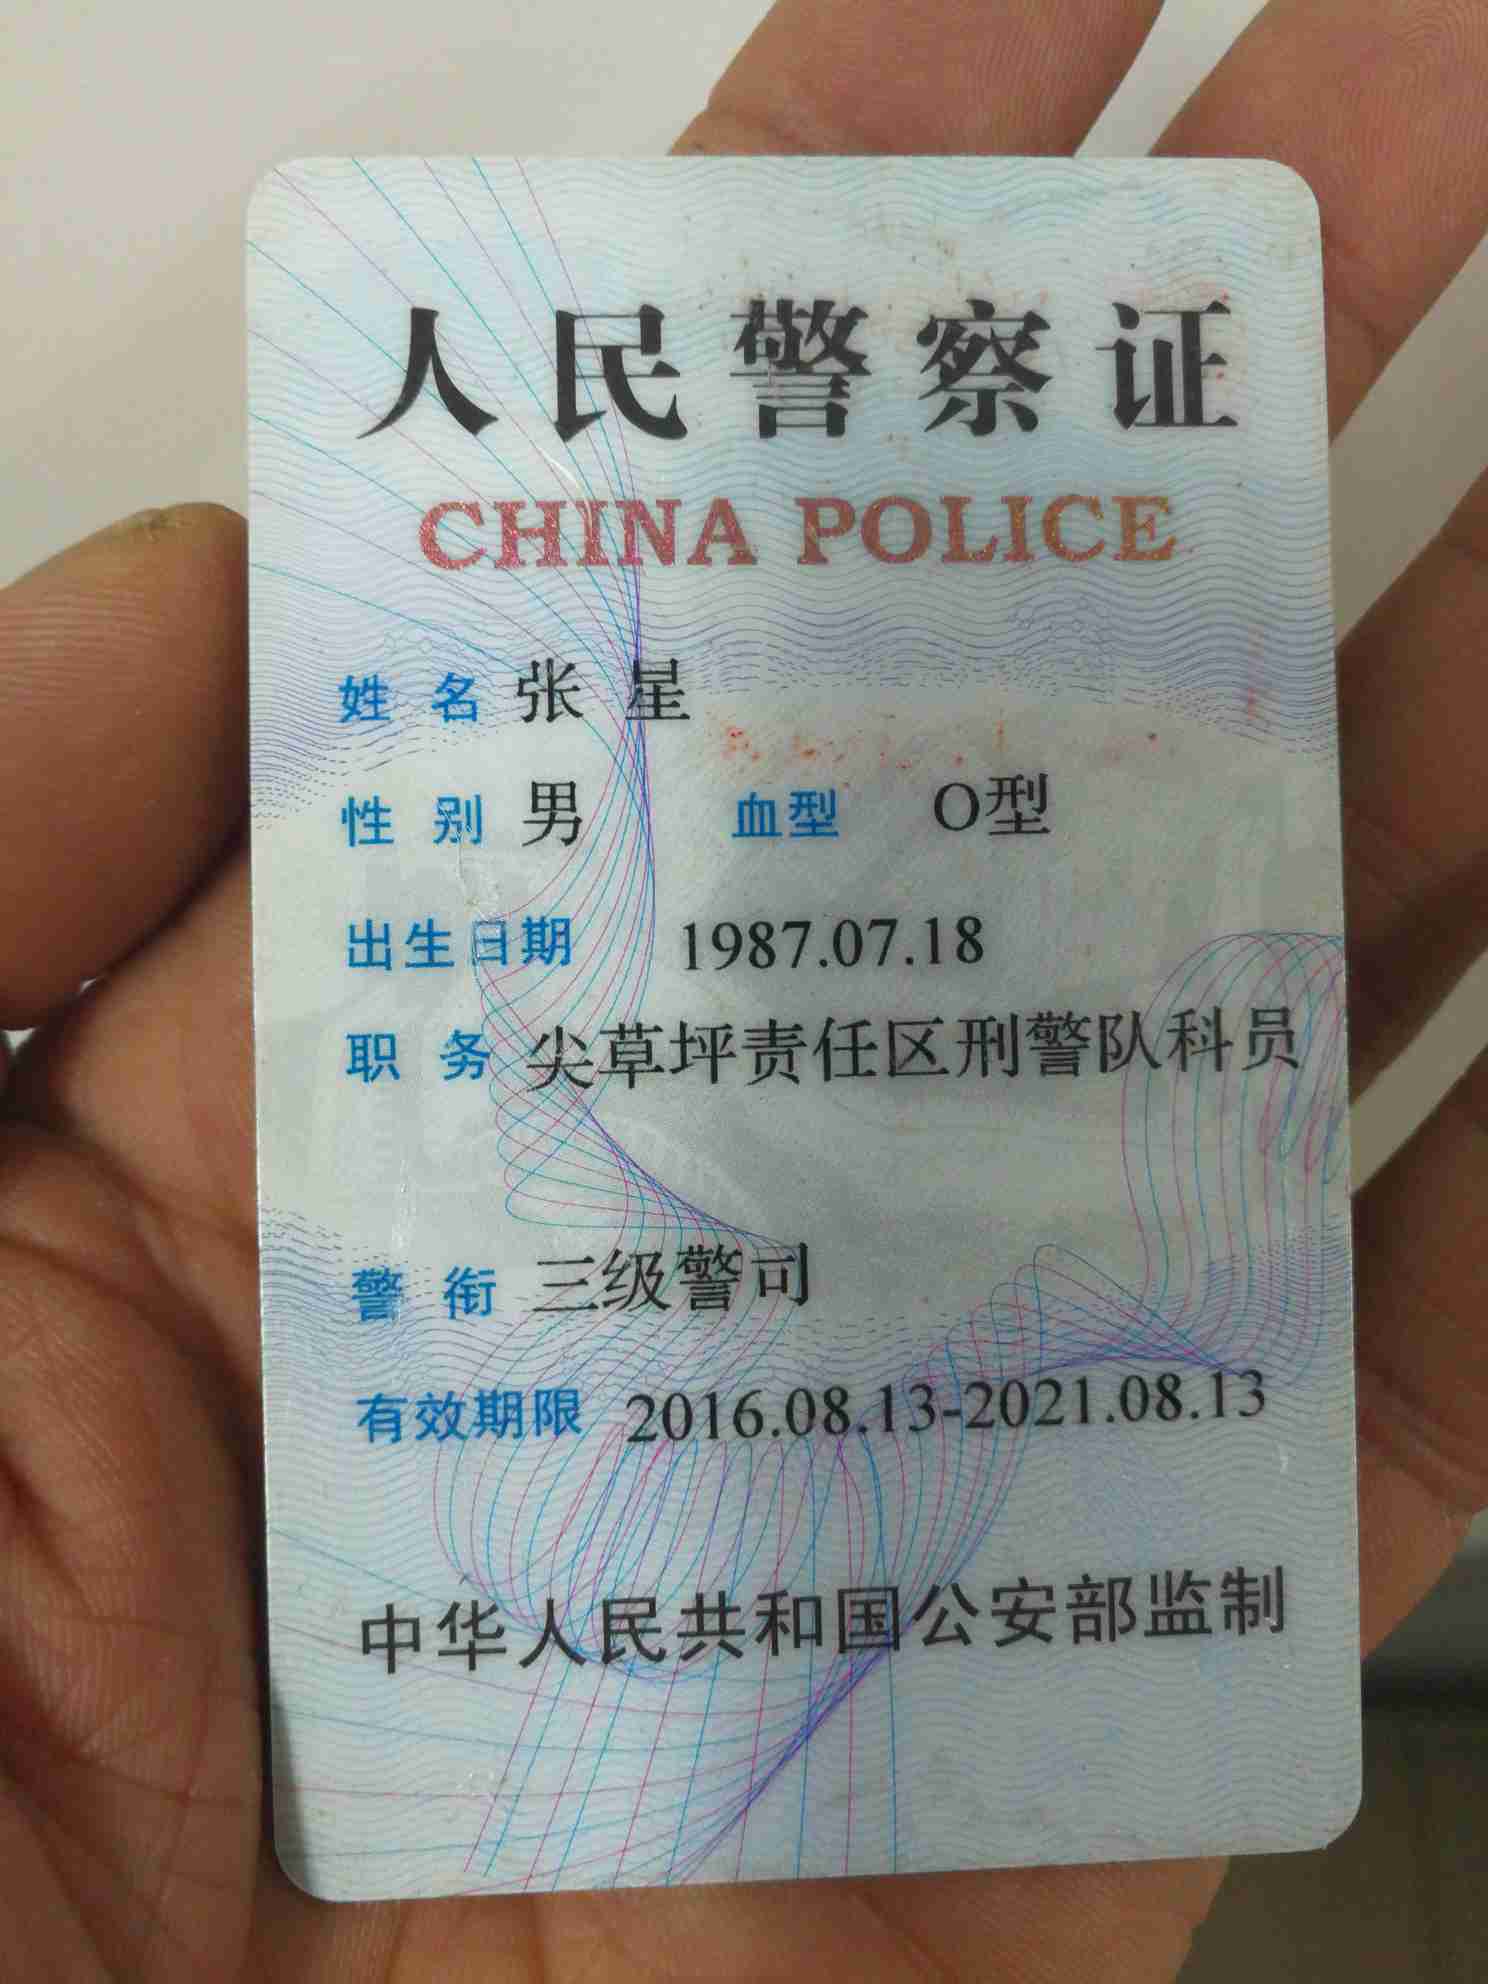 人民警察证
CHINA POLICE
姓名 张星
性别 男 血型 O型
出生日期 1987.07.18
职务 尖草坪责任区刑警队科员
警衔 三级警司
有效期限 2016.08.13-2021.08.13
中华人民共和国公安部监制